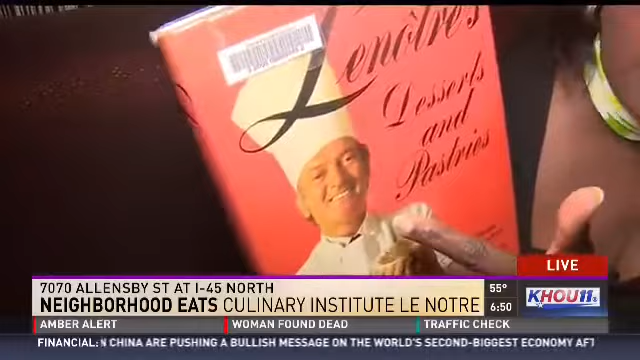 Lenôtre's
Desserts
and
Pastries
LIVE
7070 ALLENSBY ST AT I-45 NORTH
55°
NEIGHBORHOOD EATS CULINARY INSTITUTE LE NOTRE
6:50
KHOU11
AMBER ALERT WOMAN FOUND DEAD TRAFFIC CHECK
FINANCIAL: N CHINA ARE PUSHING A BULLISH MESSAGE ON THE WORLD'S SECOND-BIGGEST ECONOMY AFT